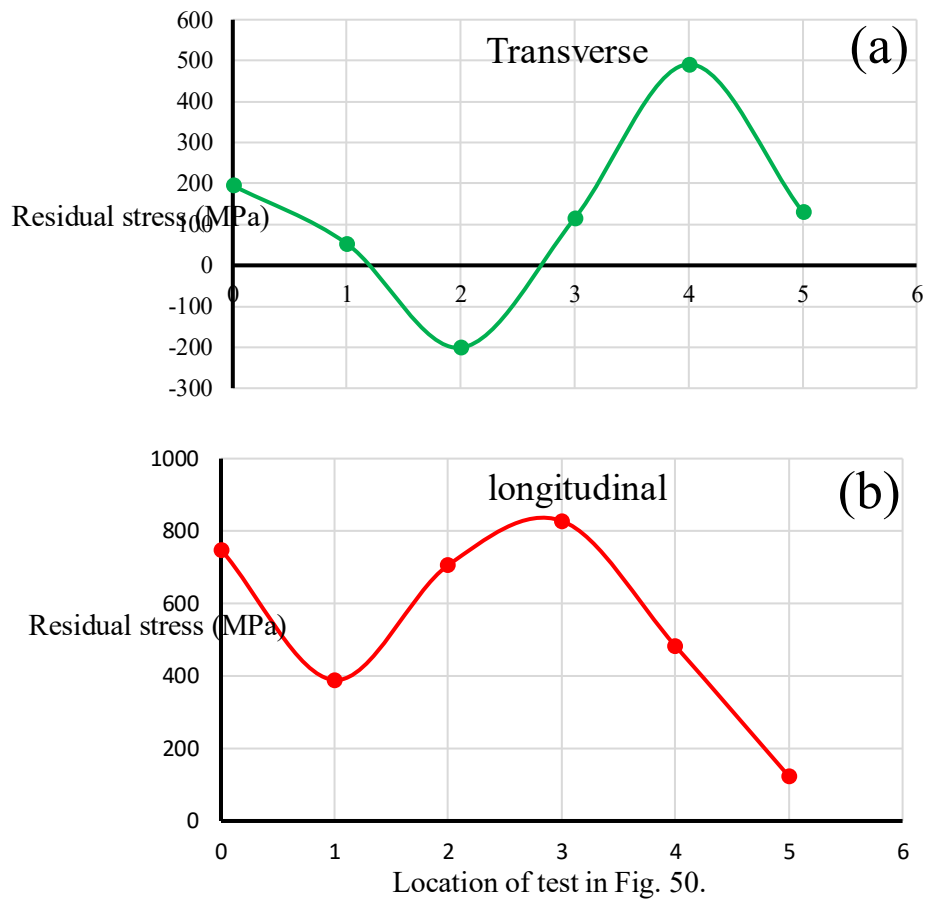 600
Transverse
(a)
500
400
300
200
Residual stress (MPa)
100
0
0 1 2 3 4 5 6
-100
-200
-300
1000
longitudinal
(b)
800
600
Residual stress (MPa)
400
200
0
0 1 2 3 4 5 6
Location of test in Fig. 50.